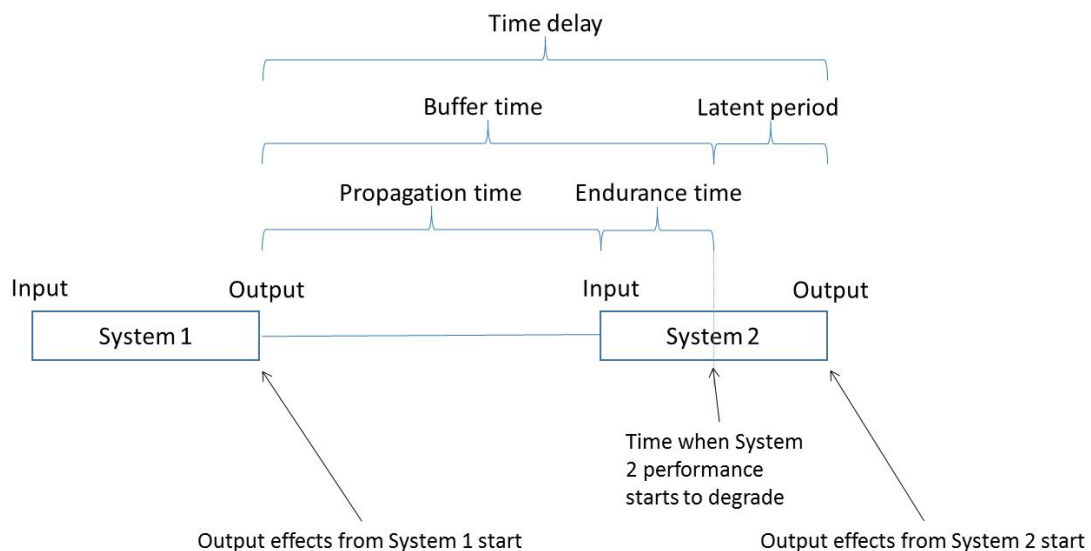 Time delay
Buffer time
Latent period
Propagation time
Endurance time
Input
Output
Input
Output
System 1
System 2
Time when System
2 performance
starts to degrade
Output effects from System 1 start
Output effects from System 2 start